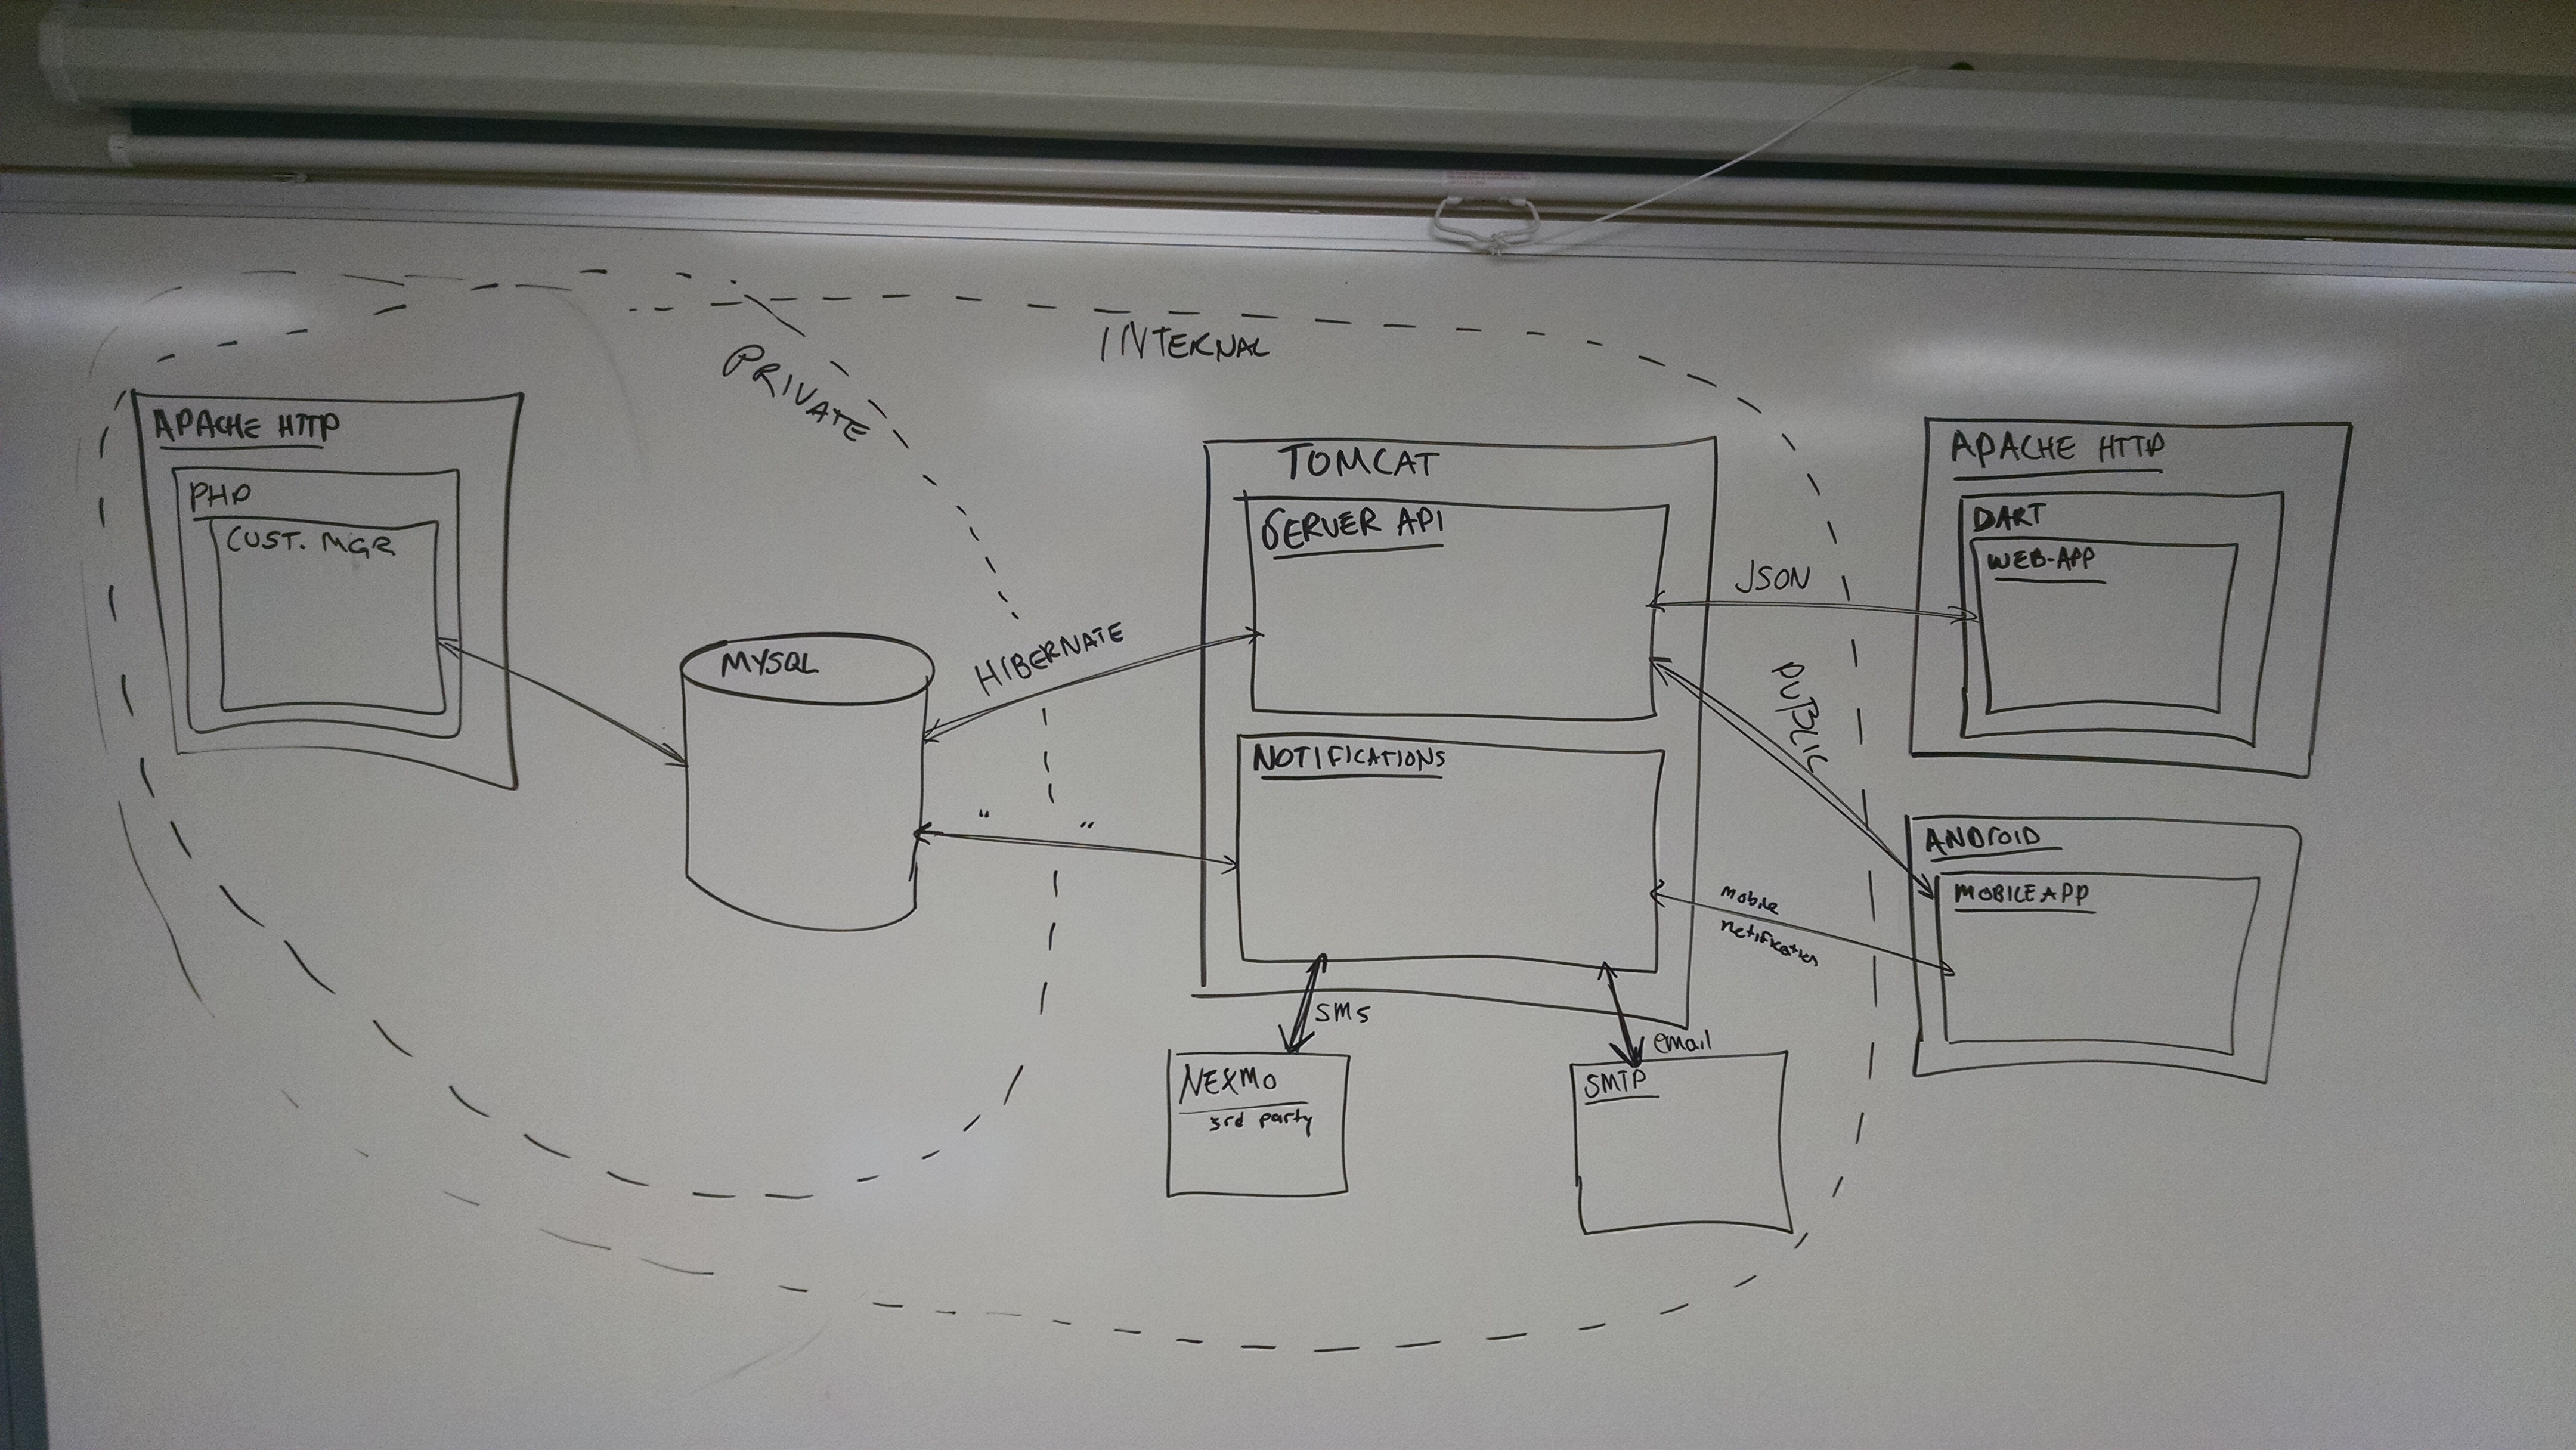 INTERNAL
PRIVATE
APACHE HTTP
PHP
CUST. MGR
MYSQL
HIBERNATE
" "
TOMCAT
SERVER API
NOTIFICATIONS
JSON
PUBLIC
mobile
notification
SMS
email
NEXMO
3rd party
SMTP
APACHE HTTP
DART
WEB-APP
ANDROID
MOBILE APP